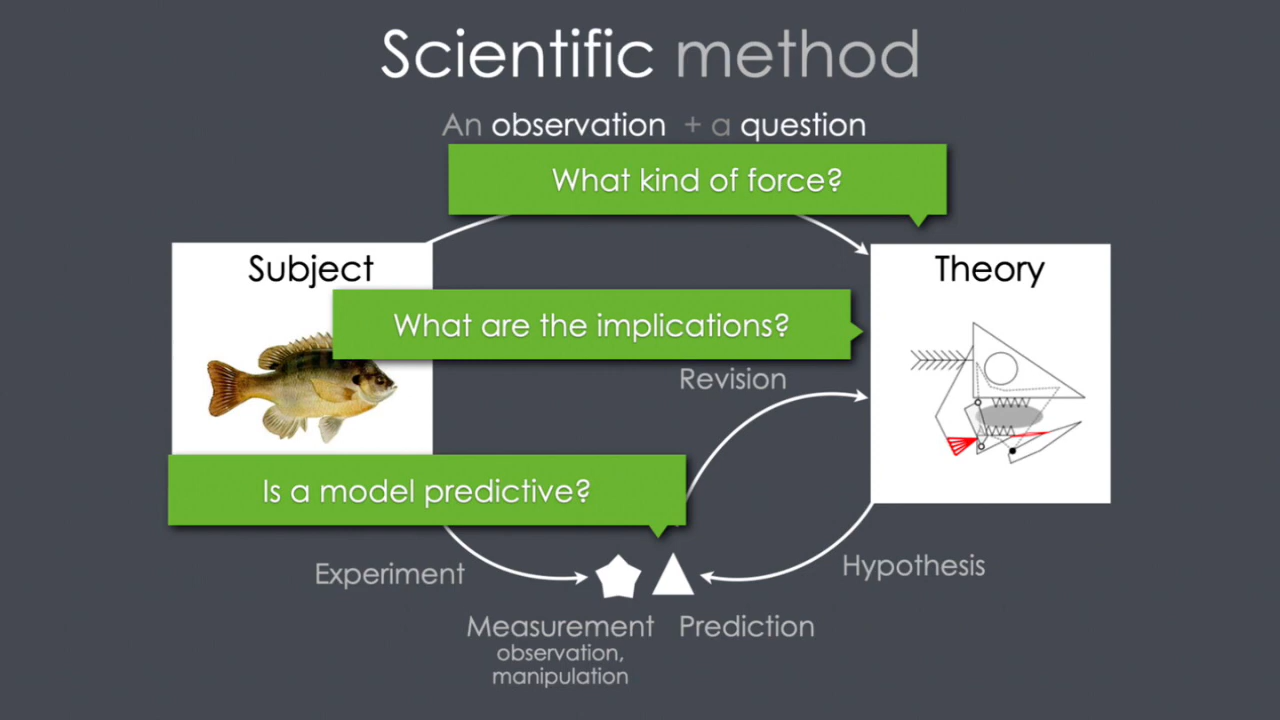 Scientific method
An observation + a question
What kind of force?
Subject
Theory
What are the implications?
Revision
Is a model predictive?
Experiment
Hypothesis
Measurement
observation,
manipulation
Prediction